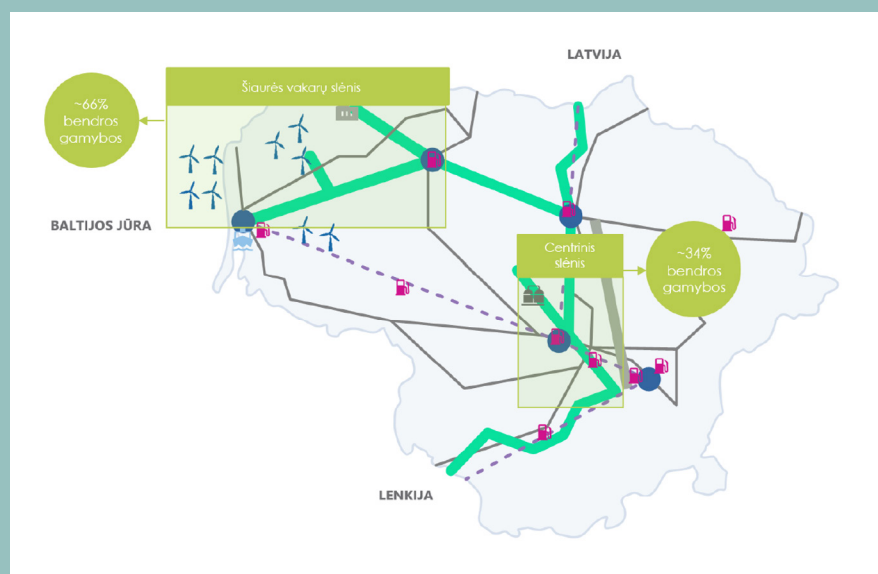 LATVIJA
Šiaurės vakarų slėnis
~66%
bendros
gamybos
BALTIJOS JŪRA
Centrinis
slėnis
~34%
bendros
gamybos
LENKIJA